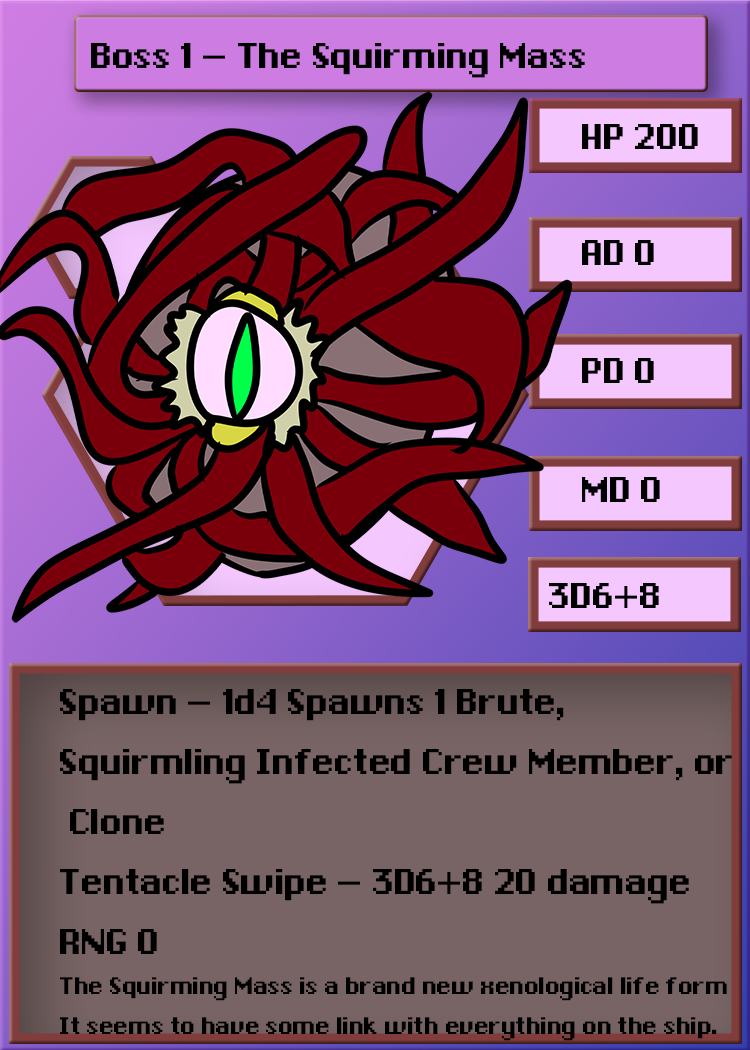 Boss 1 – The Squirming Mass
HP 200
AD 0
PD 0
MD 0
3D6+8
Spawn – 1d4 Spawns 1 Brute,
Squirmling Infected Crew Member, or
Clone
Tentacle Swipe – 3D6+8 20 damage
RNG 0
The Squirming Mass is a brand new xenological life form
It seems to have some link with everything on the ship.